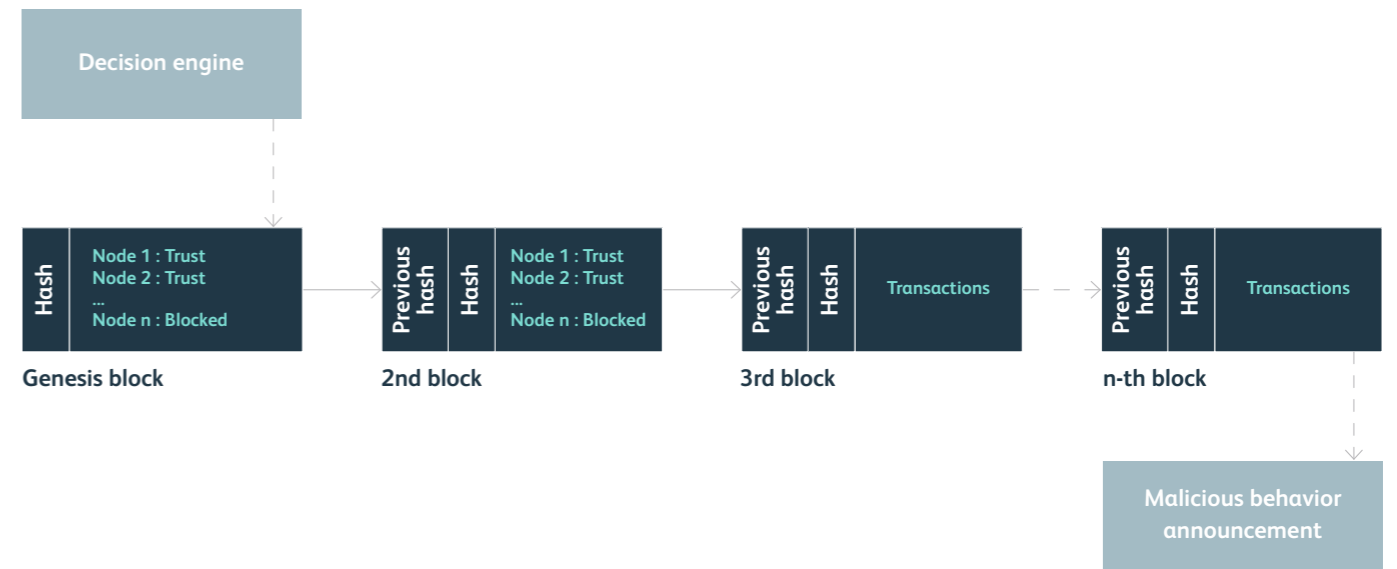 Decision engine
Hash
Node 1 : Trust
Node 2 : Trust
...
Node n : Blocked
Genesis block
Previous
hash
Hash
Node 1 : Trust
Node 2 : Trust
...
Node n : Blocked
2nd block
Previous
hash
Hash
Transactions
3rd block
Previous
hash
Hash
Transactions
n-th block
Malicious behavior
announcement